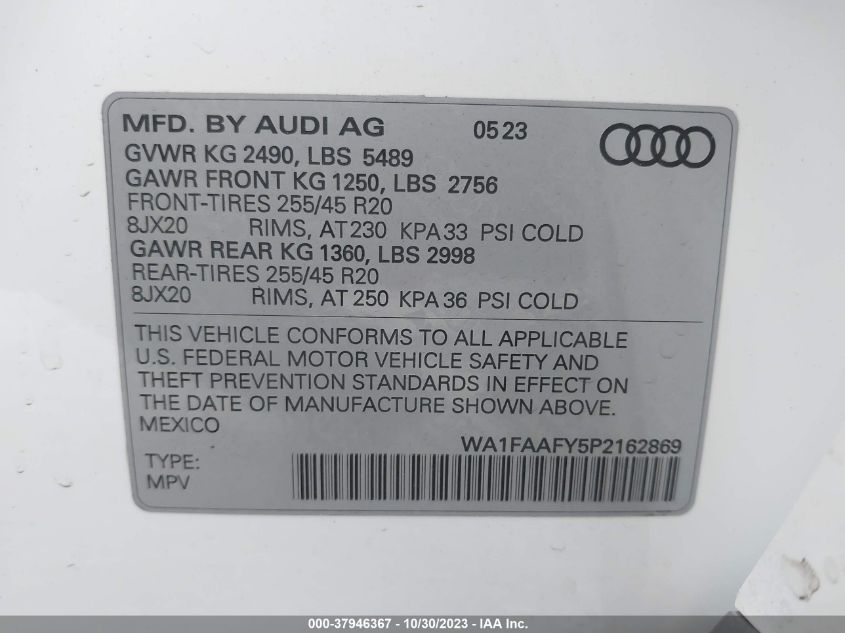 MFD. BY AUDI AG 05 23
GVWR KG 2490, LBS 5489
GAWR FRONT KG 1250, LBS 2756
FRONT-TIRES 255/45 R20
8JX20 RIMS, AT 230 KPA 33 PSI COLD
GAWR REAR KG 1360, LBS 2998
REAR-TIRES 255/45 R20
8JX20 RIMS, AT 250 KPA 36 PSI COLD
THIS VEHICLE CONFORMS TO ALL APPLICABLE
U.S. FEDERAL MOTOR VEHICLE SAFETY AND
THEFT PREVENTION STANDARDS IN EFFECT ON
THE DATE OF MANUFACTURE SHOWN ABOVE.
MEXICO
WA1FAAFY5P2162869
TYPE:
MPV
000-37946367 - 10/30/2023 - IAA Inc.